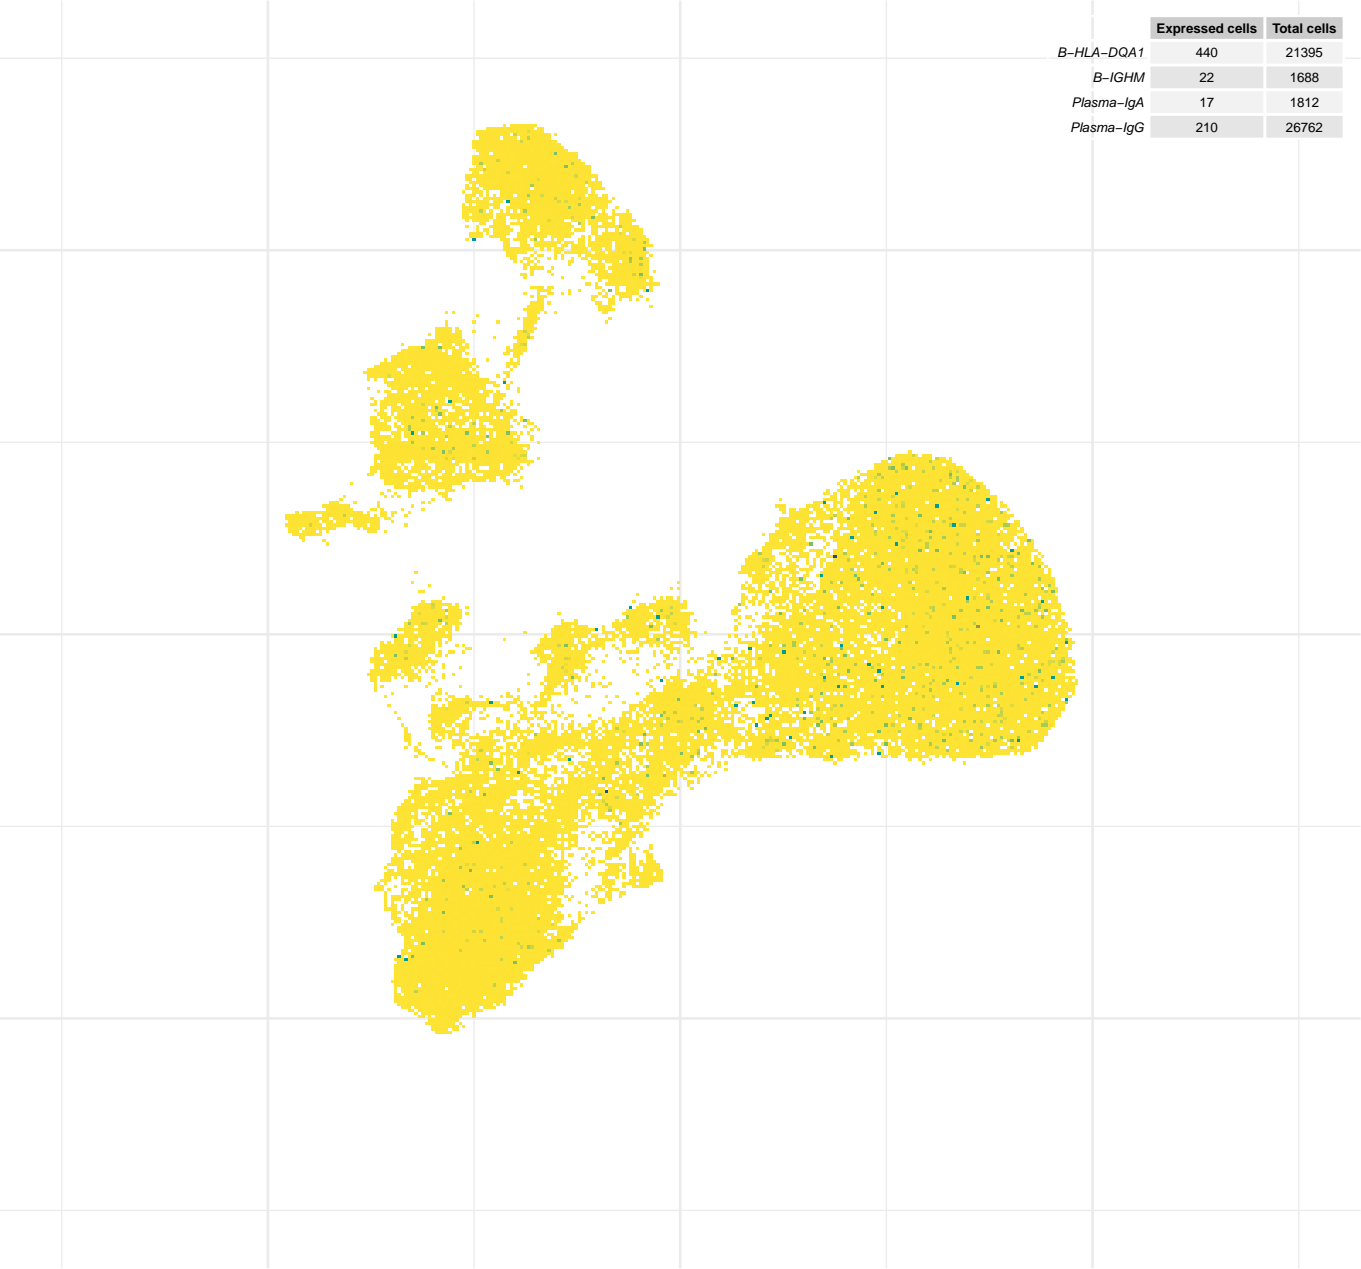 Expressed cells Total cells
B−HLA−DQA1 440 21395
B−IGHM 22 1688
Plasma−IgA 17 1812
Plasma−IgG 210 26762